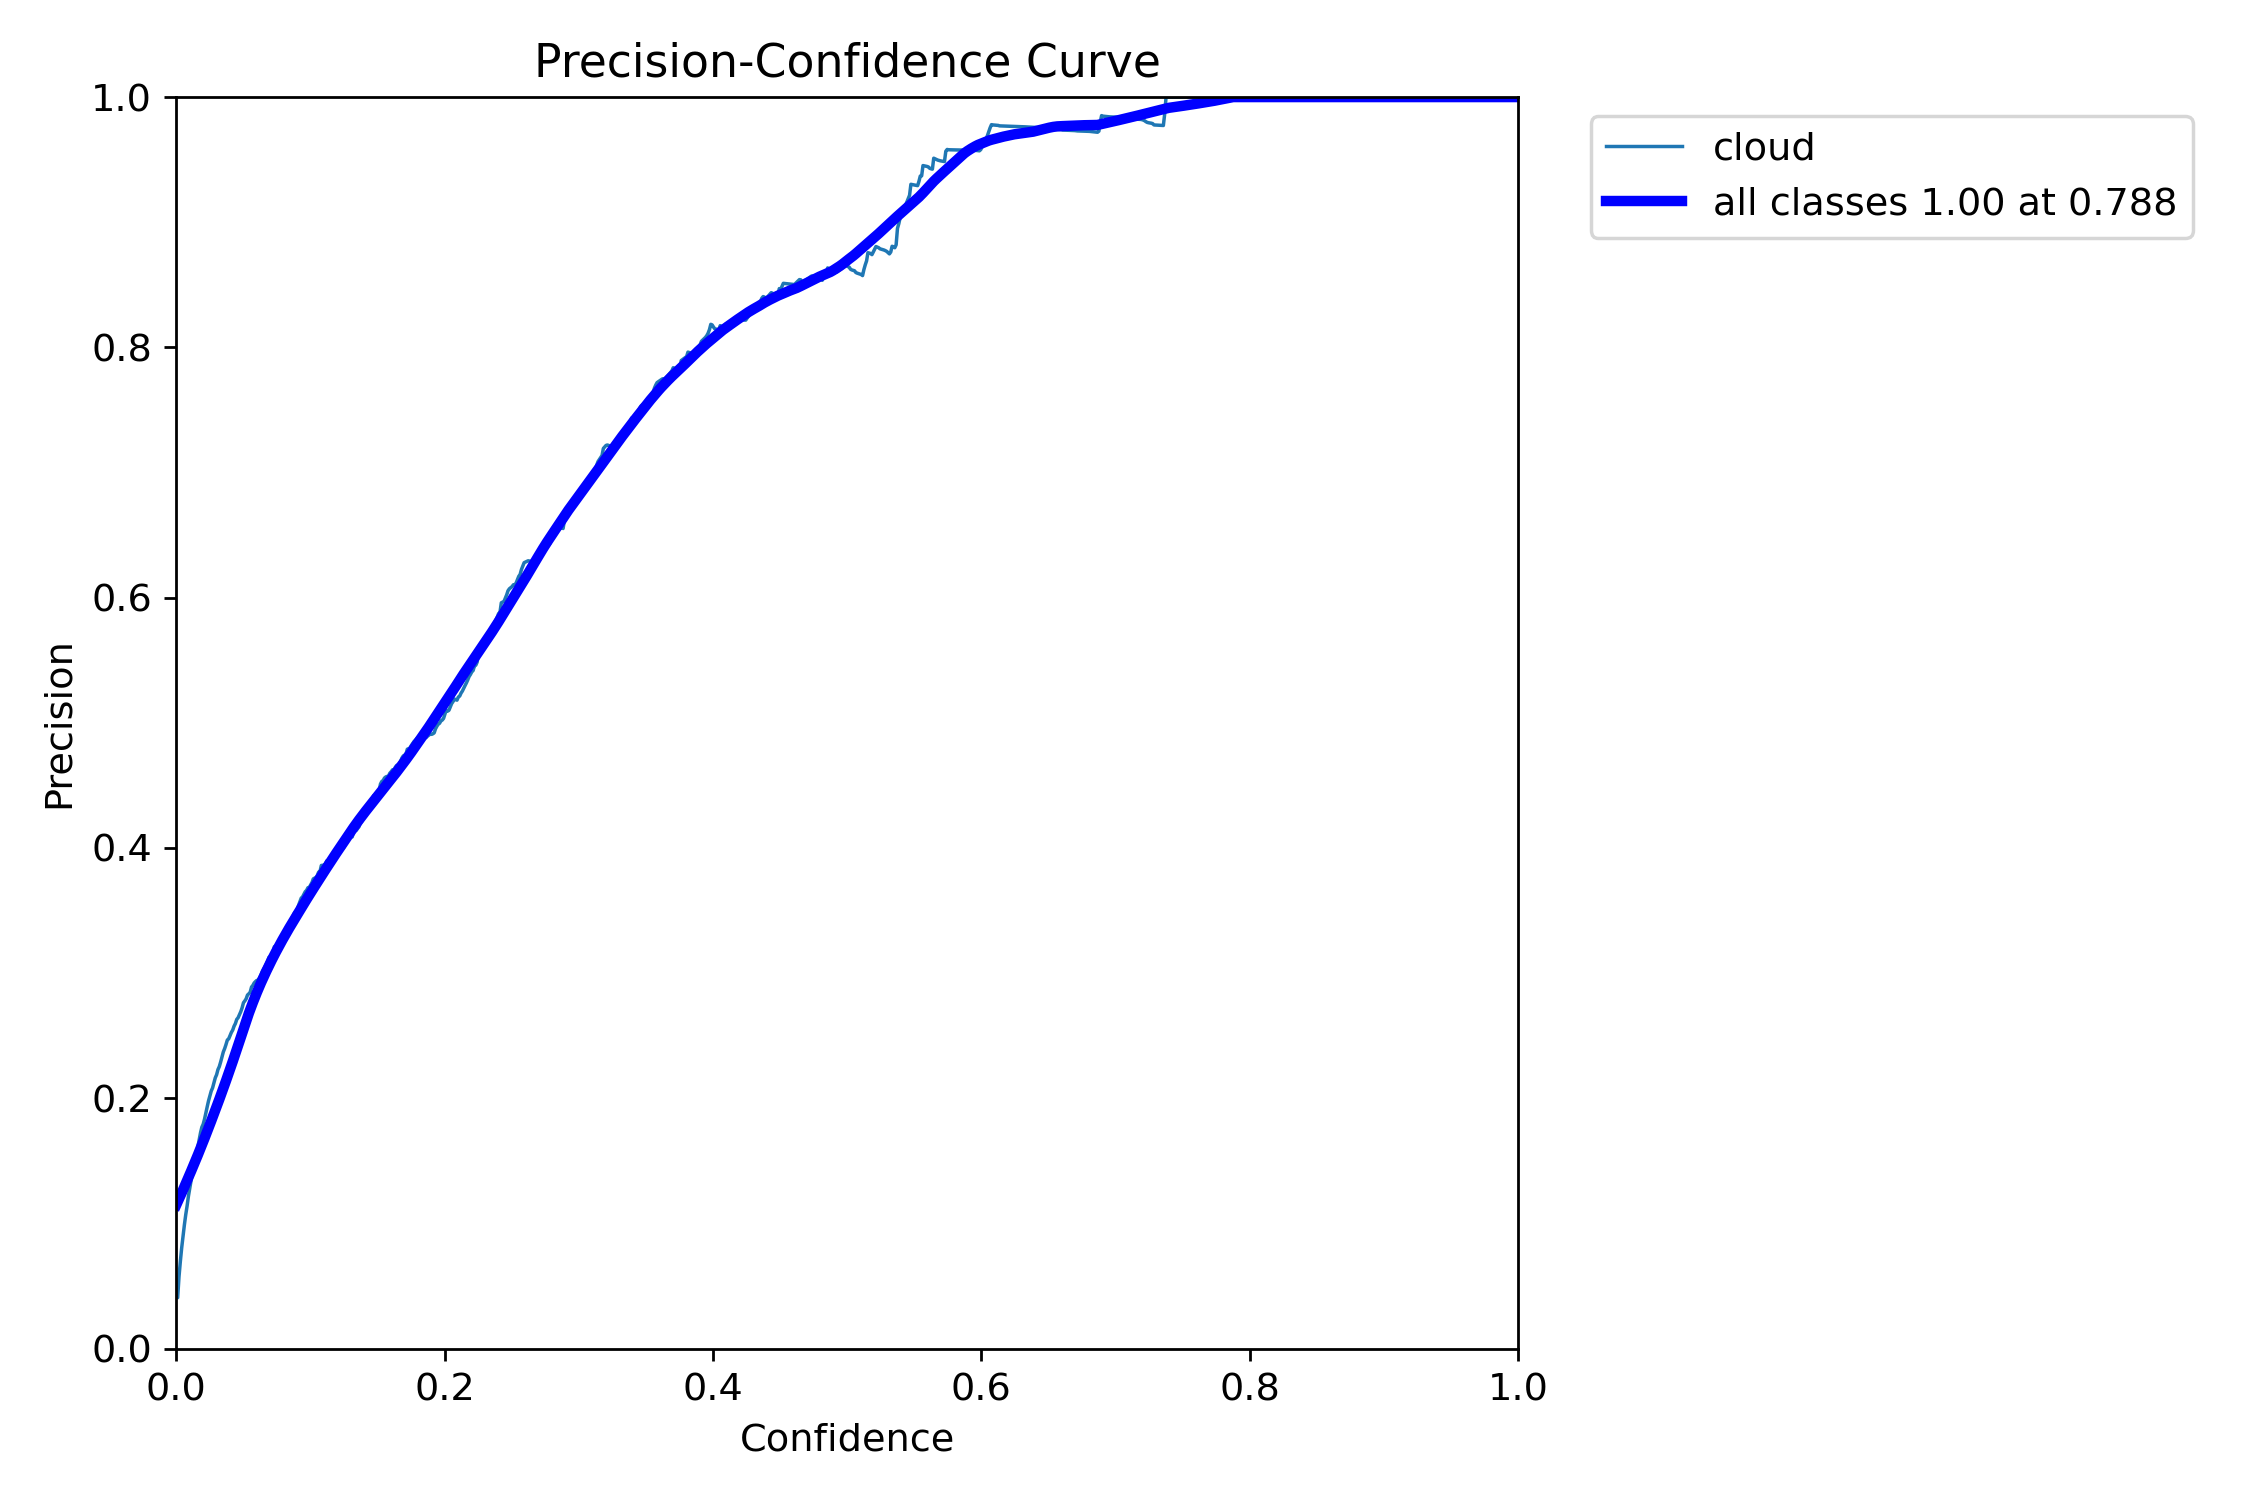 Precision-Confidence Curve
1.0
0.8
0.6
0.4
0.2
0.0
Precision
0.0 0.2 0.4 0.6 0.8 1.0
Confidence
cloud
all classes 1.00 at 0.788